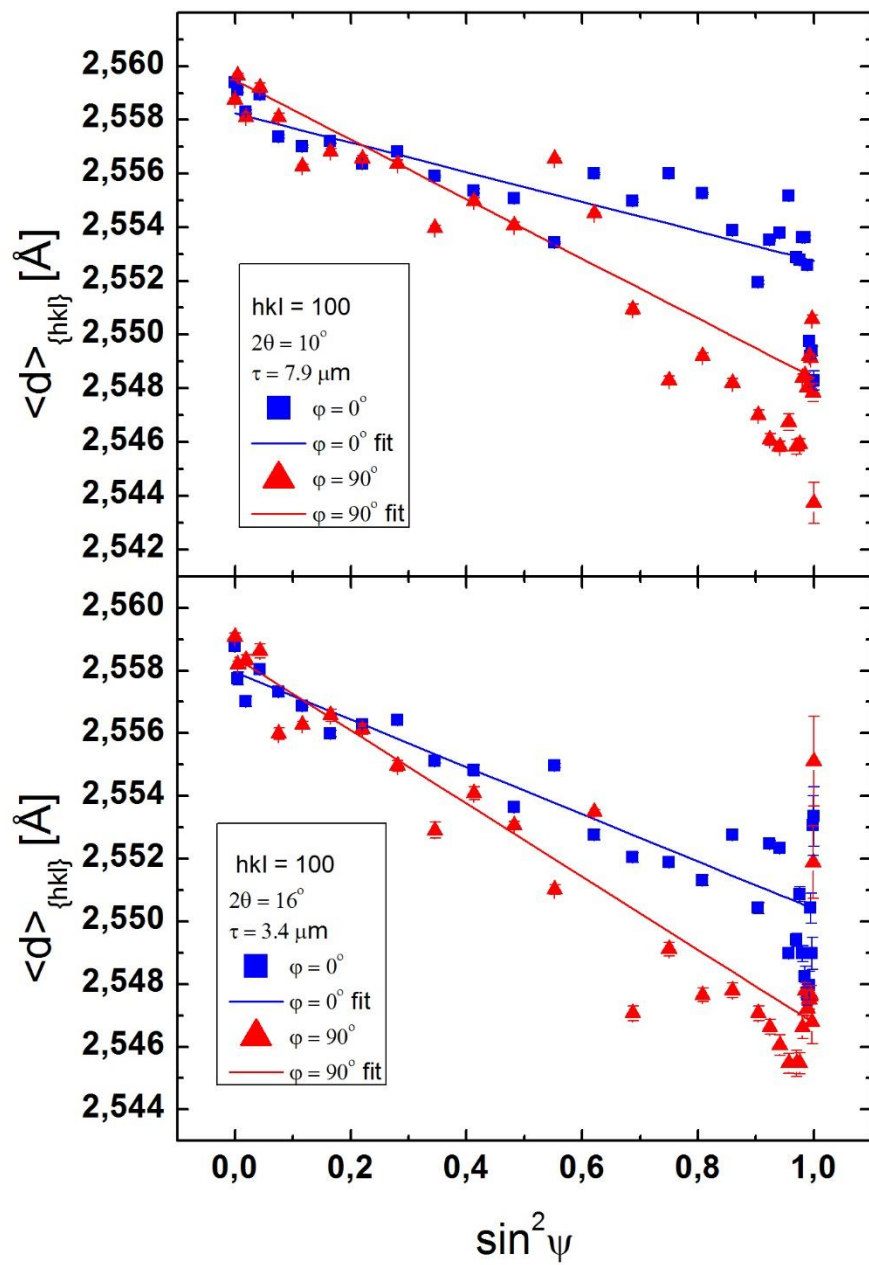 <d>{hkl} [Å]
2,560
2,558
2,556
2,554
2,552
2,550
2,548
2,546
2,544
2,542
hkl = 100
2θ = 10°
τ = 7.9 μm
φ = 0°
φ = 0° fit
φ = 90°
φ = 90° fit
<d>{hkl} [Å]
2,560
2,558
2,556
2,554
2,552
2,550
2,548
2,546
2,544
hkl = 100
2θ = 16°
τ = 3.4 μm
φ = 0°
φ = 0° fit
φ = 90°
φ = 90° fit
0,0 0,2 0,4 0,6 0,8 1,0
sin²ψ